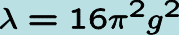 λ = 16π²g²